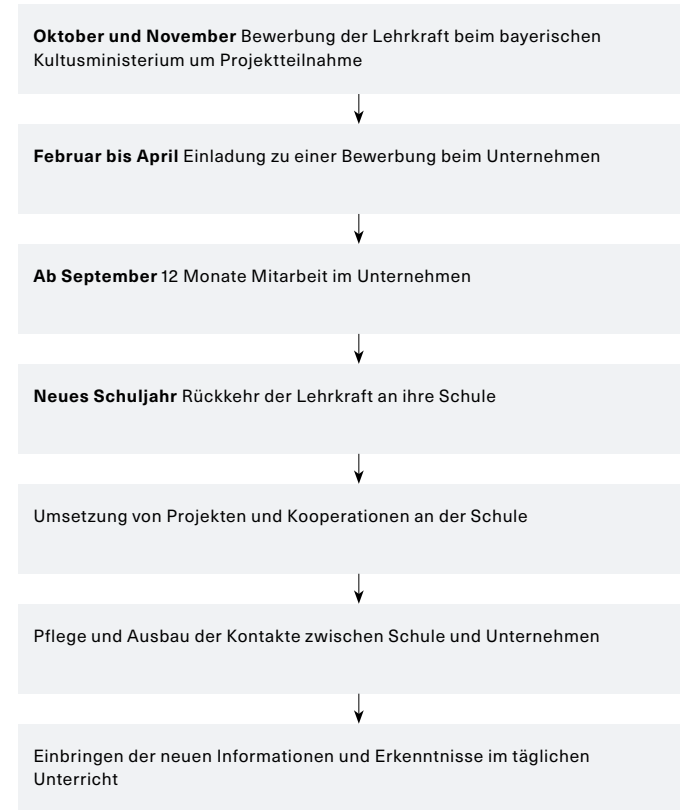 Oktober und November Bewerbung der Lehrkraft beim bayerischen
Kultusministerium um Projektteilnahme
Februar bis April Einladung zu einer Bewerbung beim Unternehmen
Ab September 12 Monate Mitarbeit im Unternehmen
Neues Schuljahr Rückkehr der Lehrkraft an ihre Schule
Umsetzung von Projekten und Kooperationen an der Schule
Pflege und Ausbau der Kontakte zwischen Schule und Unternehmen
Einbringen der neuen Informationen und Erkenntnisse im täglichen
Unterricht